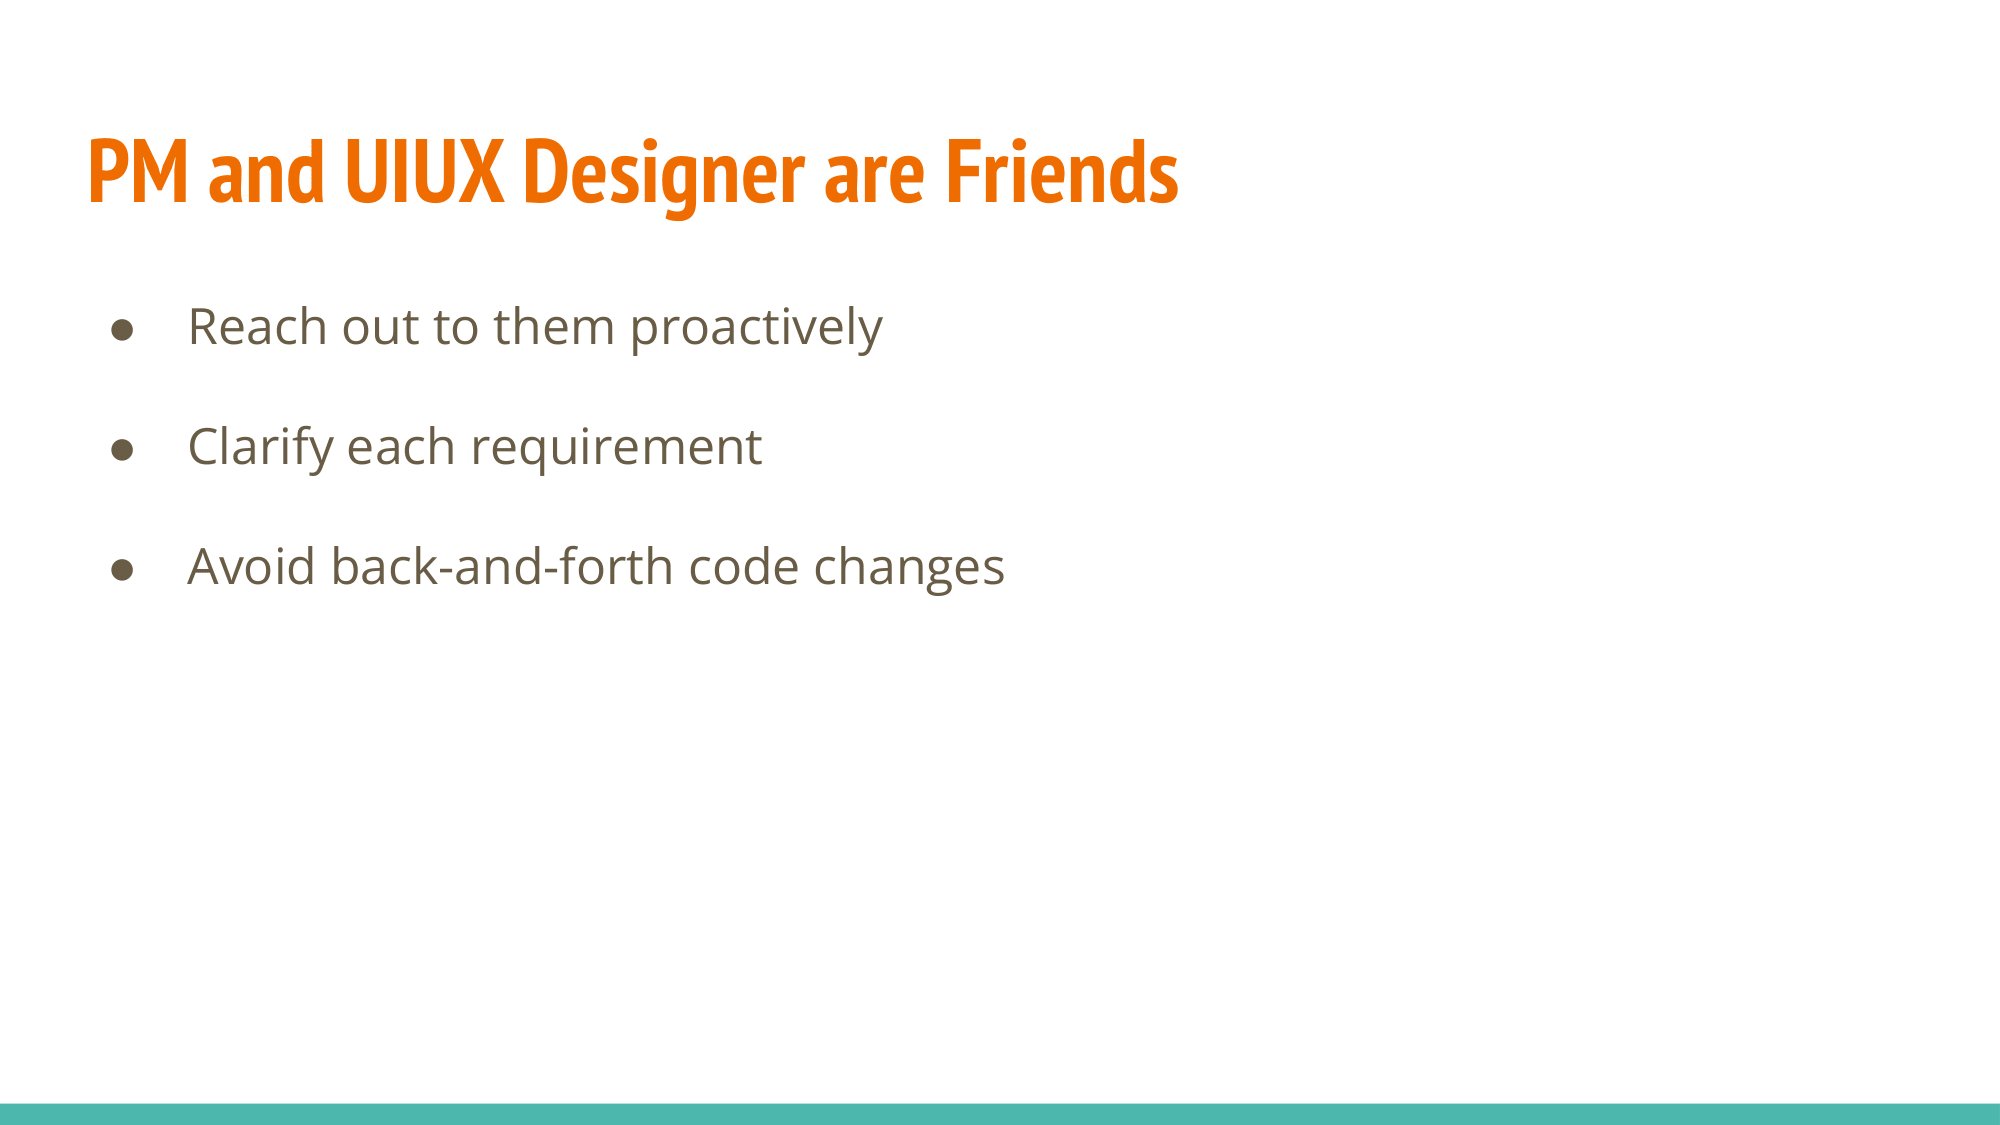 PM and UIUX Designer are Friends
● Reach out to them proactively
● Clarify each requirement
● Avoid back-and-forth code changes